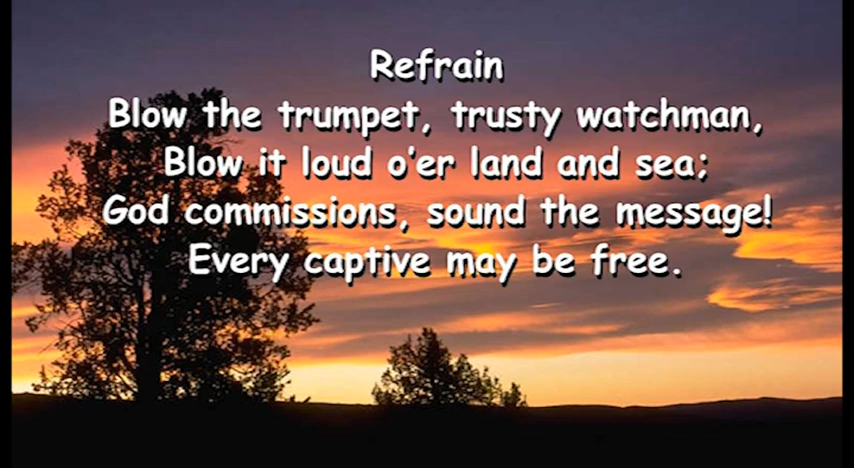 Refrain
Blow the trumpet, trusty watchman,
Blow it loud o'er land and sea;
God commissions, sound the message!
Every captive may be free.